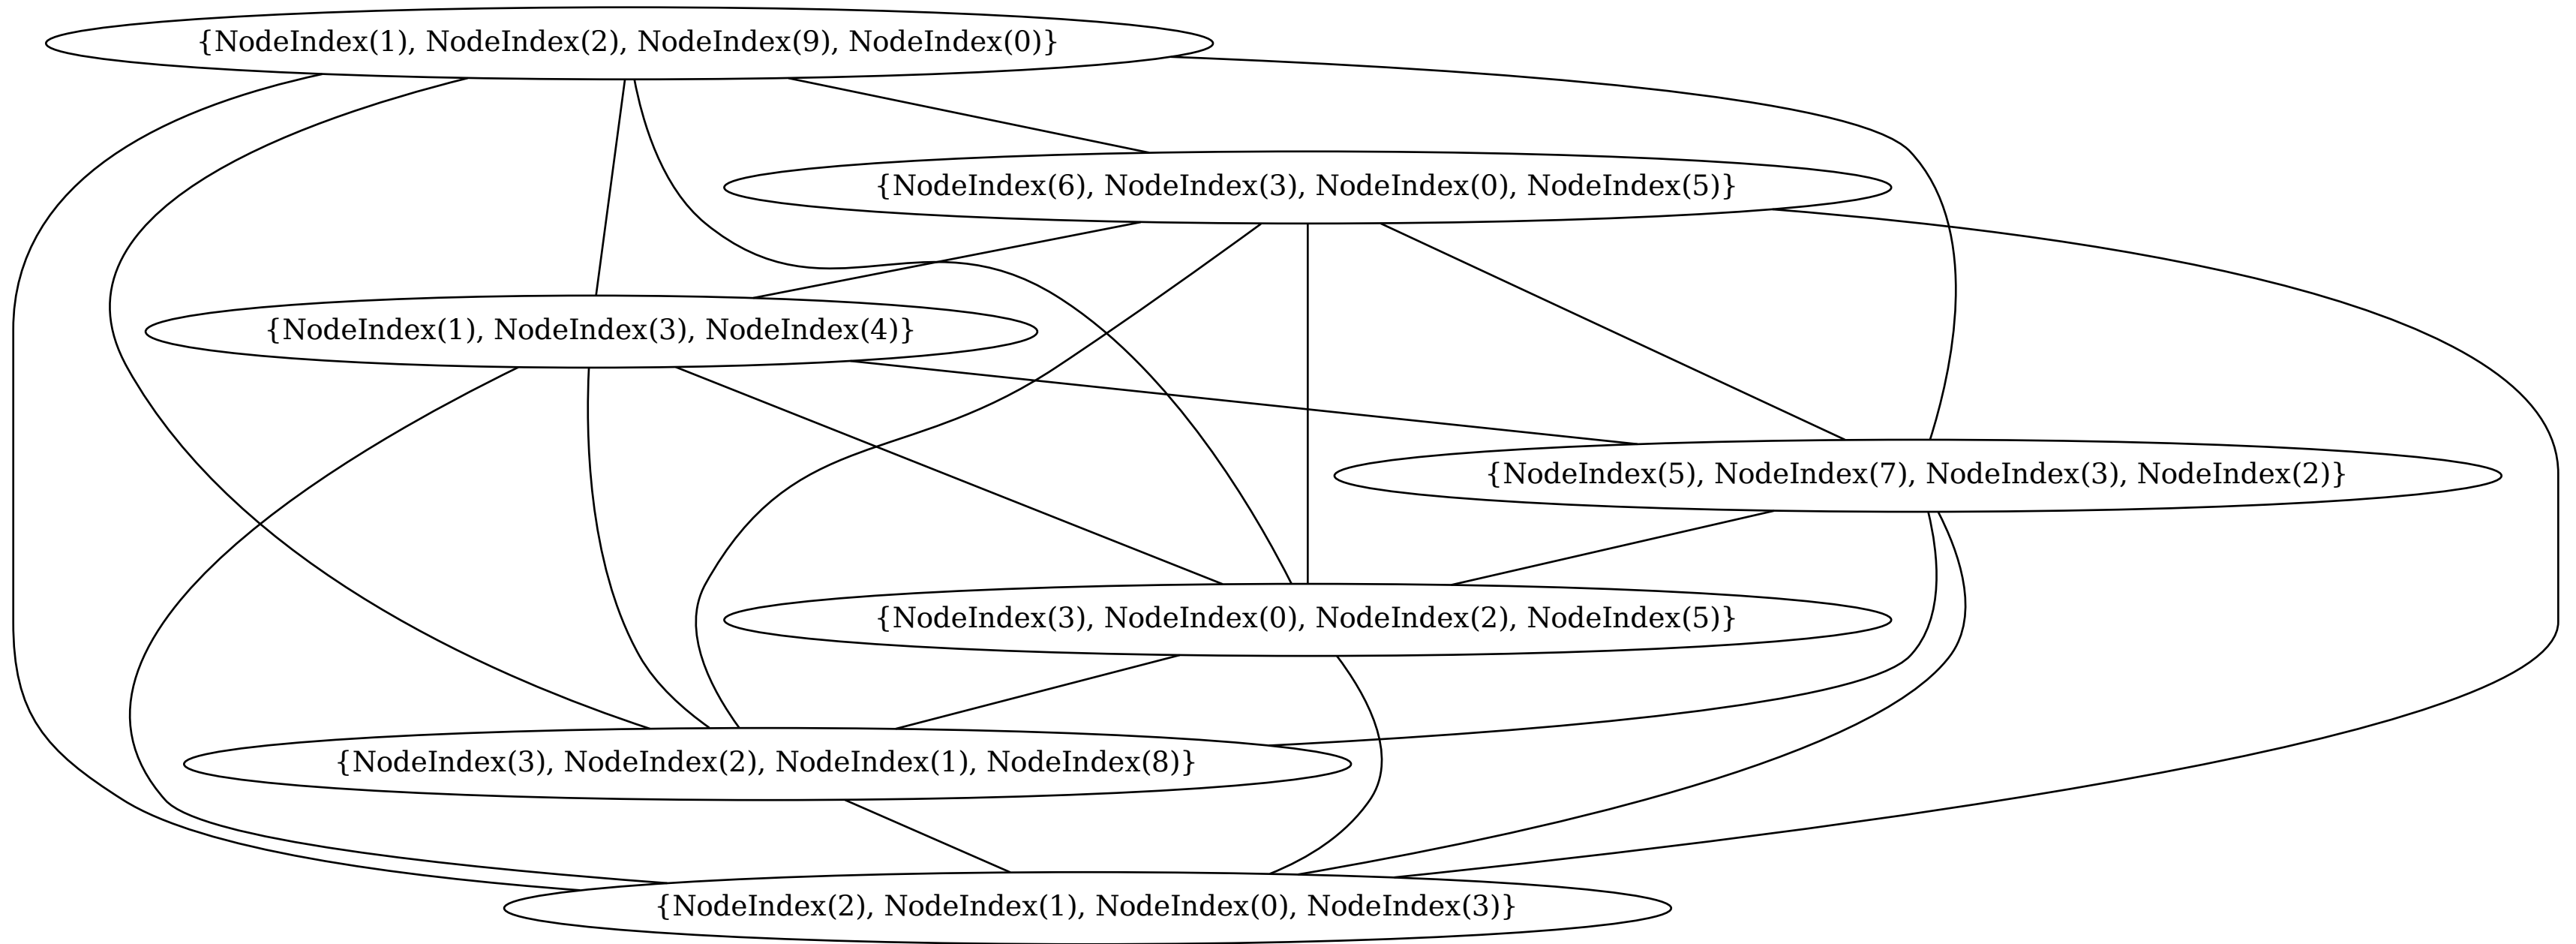 {NodeIndex(1), NodeIndex(2), NodeIndex(9), NodeIndex(0)}
{NodeIndex(6), NodeIndex(3), NodeIndex(0), NodeIndex(5)}
{NodeIndex(1), NodeIndex(3), NodeIndex(4)}
{NodeIndex(5), NodeIndex(7), NodeIndex(3), NodeIndex(2)}
{NodeIndex(3), NodeIndex(0), NodeIndex(2), NodeIndex(5)}
{NodeIndex(3), NodeIndex(2), NodeIndex(1), NodeIndex(8)}
{NodeIndex(2), NodeIndex(1), NodeIndex(0), NodeIndex(3)}